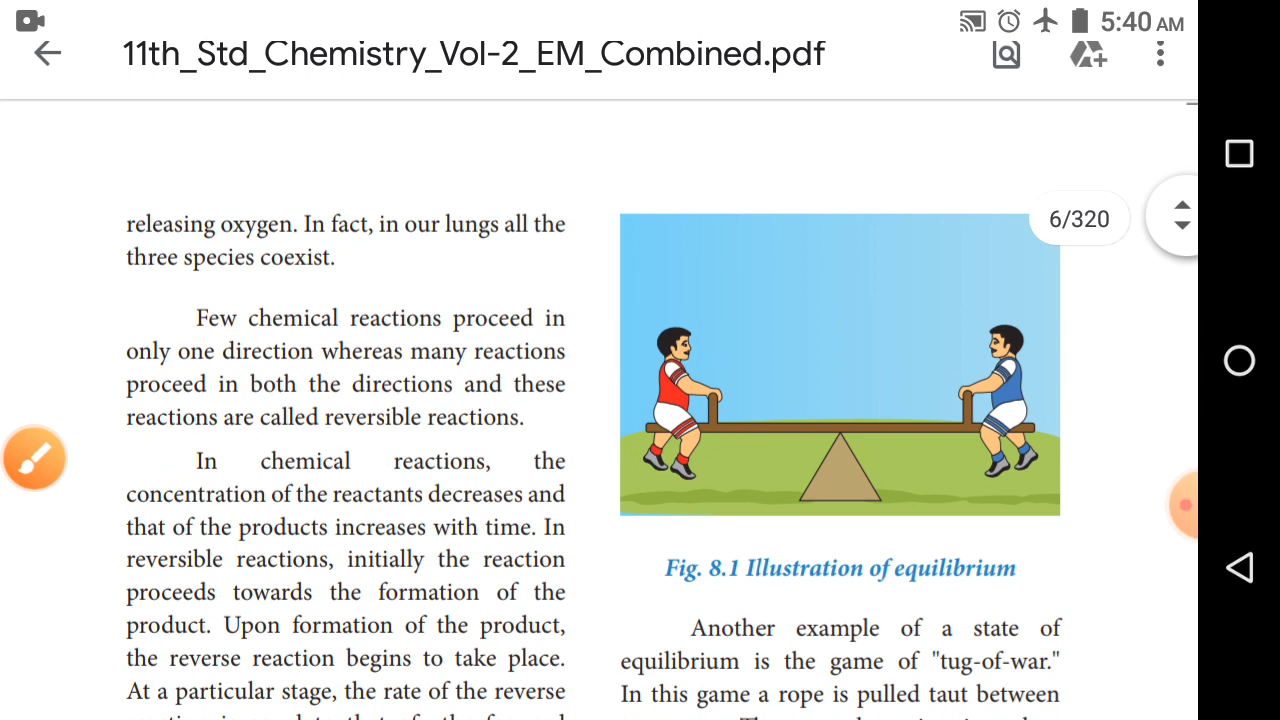 5:40 AM
11th_Std_Chemistry_Vol-2_EM_Combined.pdf
6/320
releasing oxygen. In fact, in our lungs all the
three species coexist.
Few chemical reactions proceed in
only one direction whereas many reactions
proceed in both the directions and these
reactions are called reversible reactions.
In chemical reactions, the
concentration of the reactants decreases and
that of the products increases with time. In
reversible reactions, initially the reaction
proceeds towards the formation of the
product. Upon formation of the product,
the reverse reaction begins to take place.
At a particular stage, the rate of the reverse
Fig. 8.1 Illustration of equilibrium
Another example of a state of
equilibrium is the game of "tug-of-war."
In this game a rope is pulled taut between